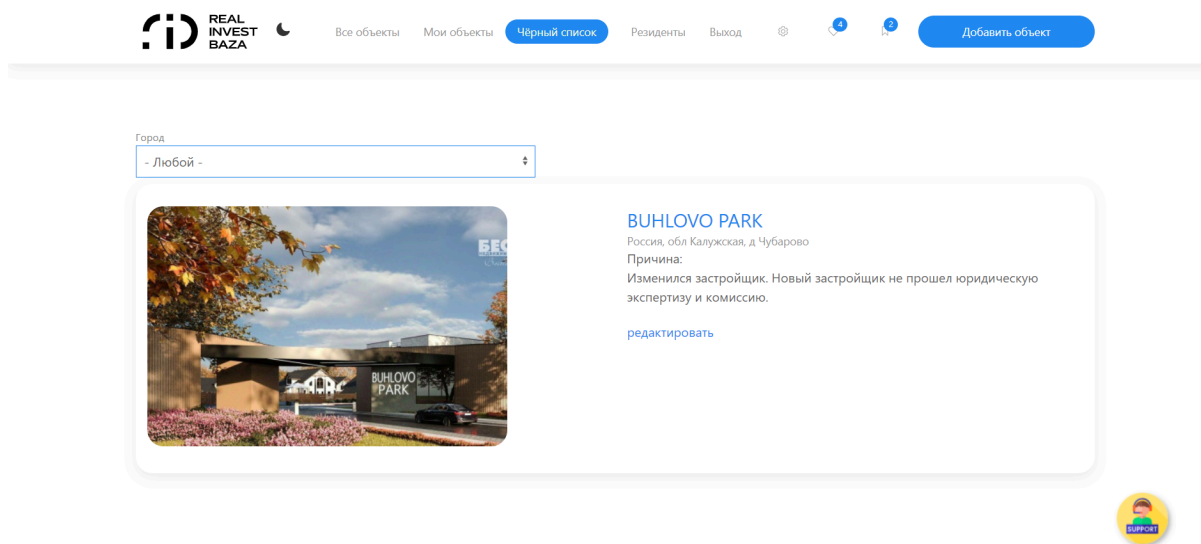 REAL
INVEST
BAZA
Все объекты
Мои объекты
Чёрный список
Резиденты
Выход
4
2
Добавить объект
Город
- Любой -
BUHLOVO PARK
Россия, обл Калужская, д Чубарово
Причина:
Изменился застройщик. Новый застройщик не прошел юридическую
экспертизу и комиссию.
редактировать
БЕС
BUHLOVO
PARK
SUPPORT